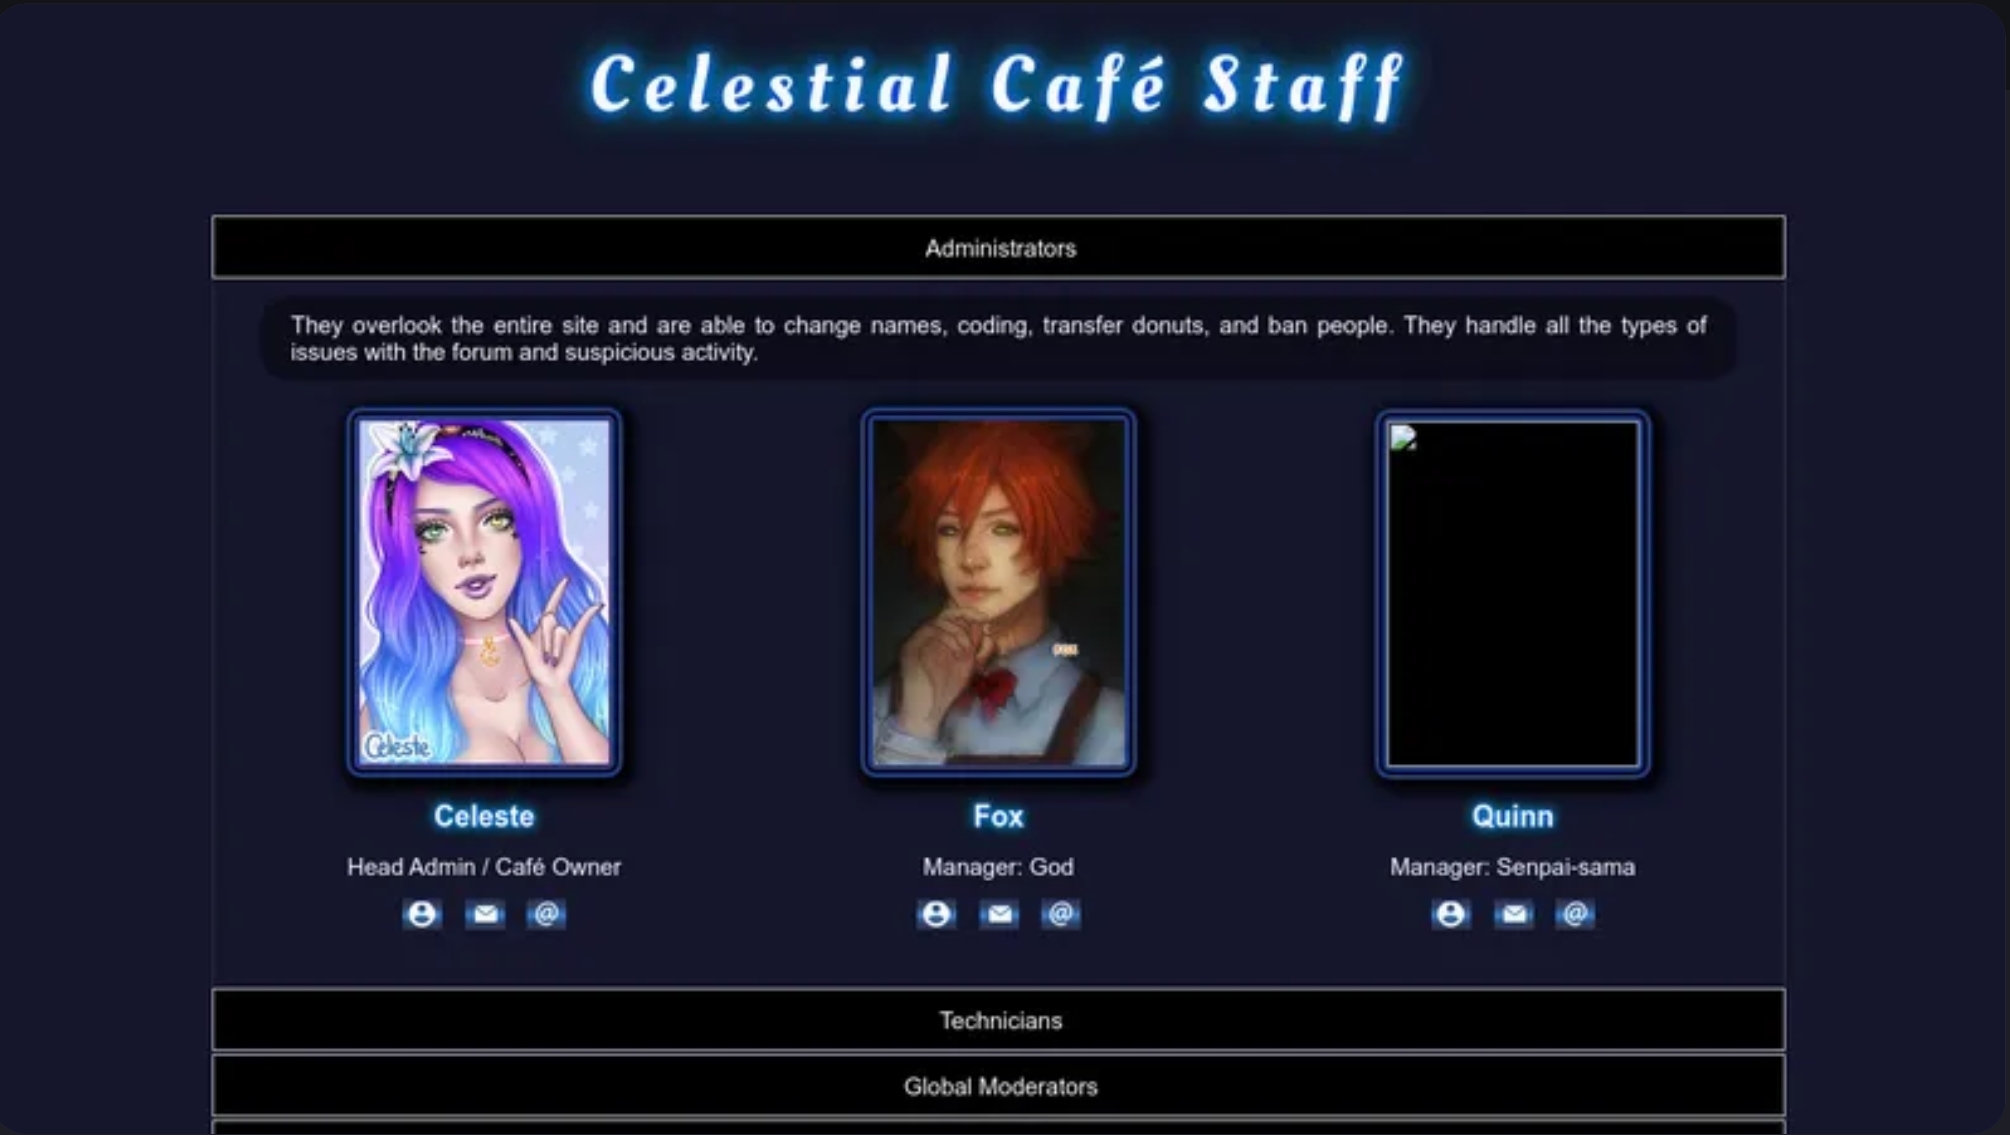 Celestial Café Staff
Administrators
They overlook the entire site and are able to change names, coding, transfer donuts, and ban people. They handle all the types of
issues with the forum and suspicious activity.
Celeste
Celeste Fox Quinn
Head Admin / Café Owner Manager: God Manager: Senpai-sama
Technicians
Global Moderators